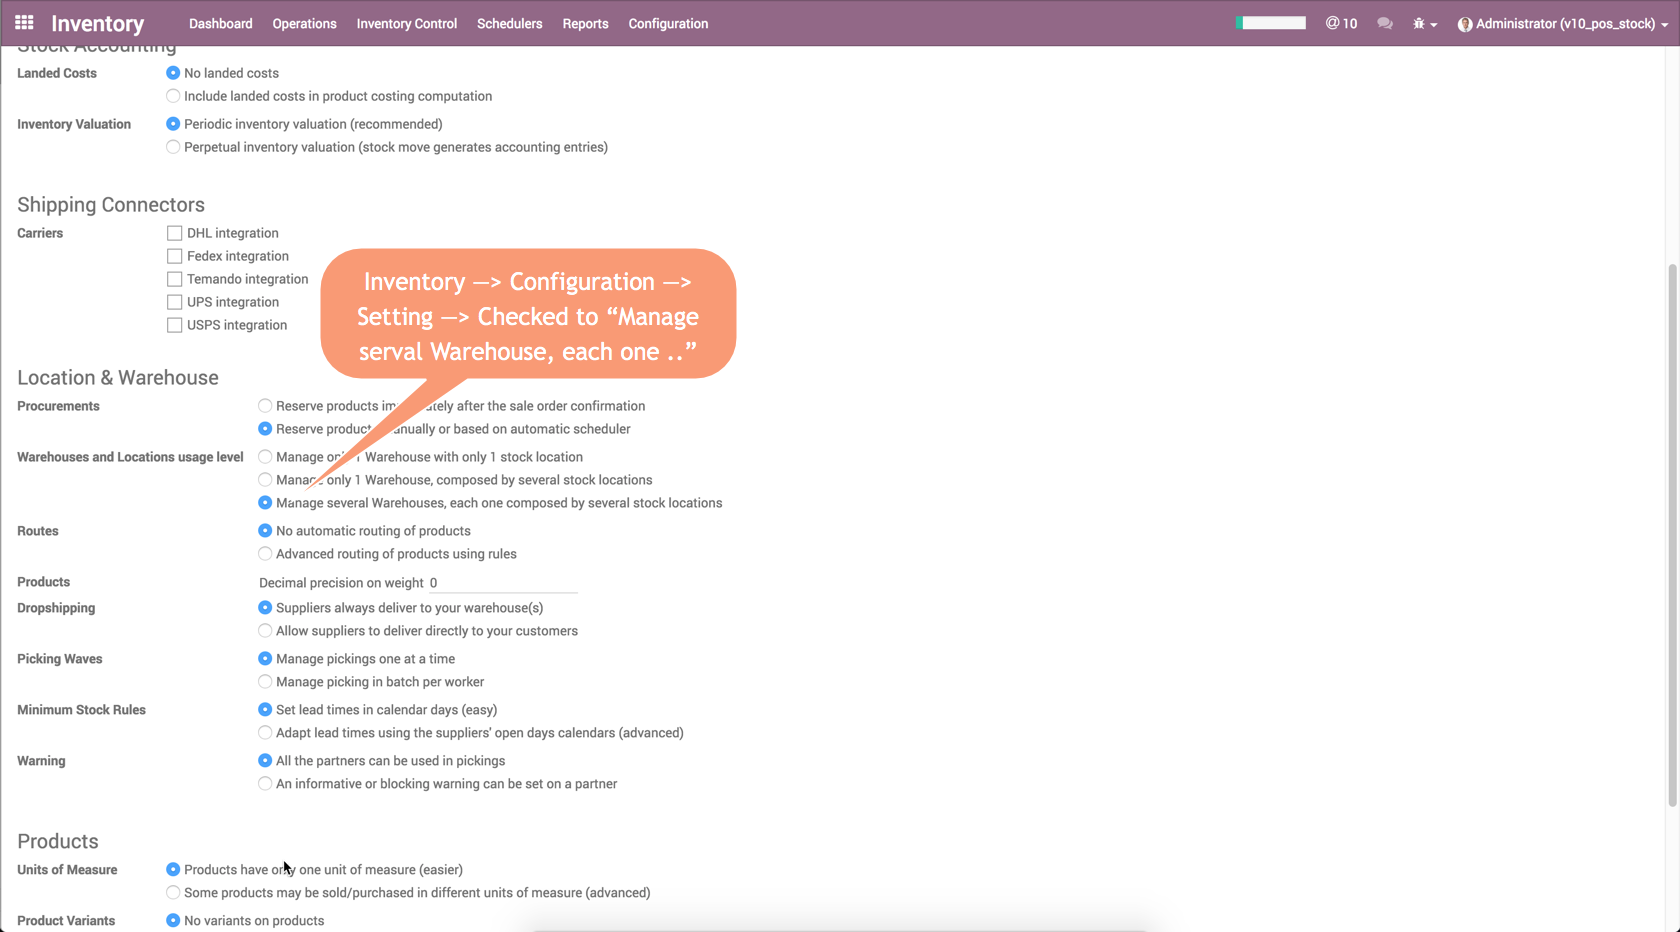 Inventory Dashboard Operations Inventory Control Schedulers Reports Configuration @ 10 Administrator (v10_pos_stock)
Stock Accounting
Landed Costs No landed costs
Include landed costs in product costing computation
Inventory Valuation Periodic inventory valuation (recommended)
Perpetual inventory valuation (stock move generates accounting entries)
Shipping Connectors
Carriers DHL integration
Fedex integration
Temando integration
UPS integration
USPS integration
Inventory —> Configuration —>
Setting —> Checked to “Manage
serval Warehouse, each one ..”
Location & Warehouse
Procurements Reserve products after the sale order confirmation
Reserve product or based on automatic scheduler
Warehouses and Locations usage level Manage 1 Warehouse with only 1 stock location
Manage only 1 Warehouse, composed by several stock locations
Manage several Warehouses, each one composed by several stock locations
Routes No automatic routing of products
Advanced routing of products using rules
Products Decimal precision on weight 0
Dropshipping Suppliers always deliver to your warehouse(s)
Allow suppliers to deliver directly to your customers
Picking Waves Manage pickings one at a time
Manage picking in batch per worker
Minimum Stock Rules Set lead times in calendar days (easy)
Adapt lead times using the suppliers' open days calendars (advanced)
Warning All the partners can be used in pickings
An informative or blocking warning can be set on a partner
Products
Units of Measure Products have only one unit of measure (easier)
Some products may be sold/purchased in different units of measure (advanced)
Product Variants No variants on products